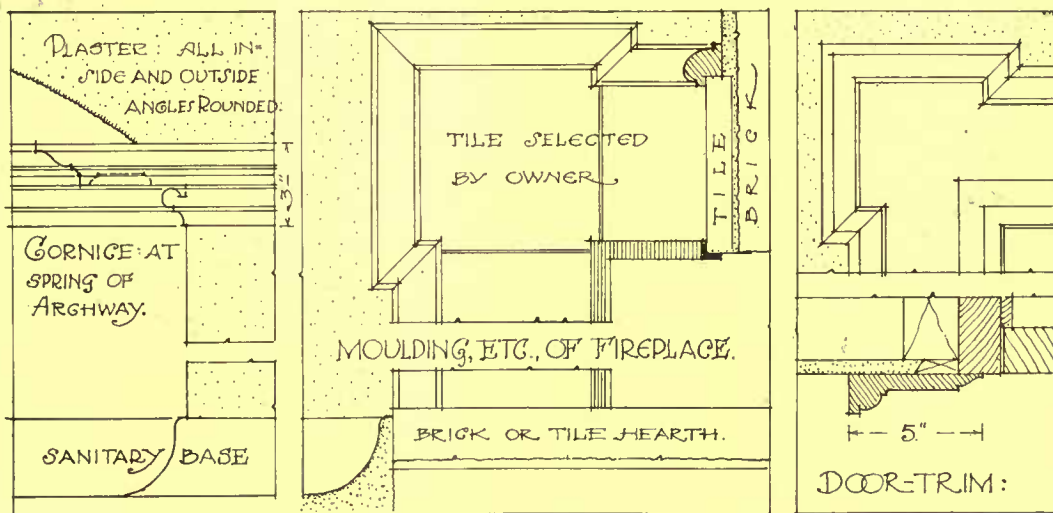 PLASTER: ALL IN=
SIDE AND OUTSIDE
ANGLES ROUNDED:
3"
CORNICE: AT
SPRING OF
ARCHWAY.
SANITARY BASE
TILE SELECTED
BY OWNER
TILE
BRICK
MOULDING, ETC., OF FIREPLACE.
BRICK OR TILE HEARTH.
5"
DOOR=TRIM: